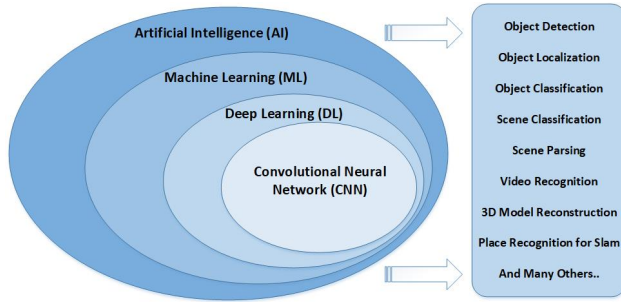 Artificial Intelligence (AI)
Machine Learning (ML)
Deep Learning (DL)
Convolutional Neural
Network (CNN)
Object Detection
Object Localization
Object Classification
Scene Classification
Scene Parsing
Video Recognition
3D Model Reconstruction
Place Recognition for Slam
And Many Others..